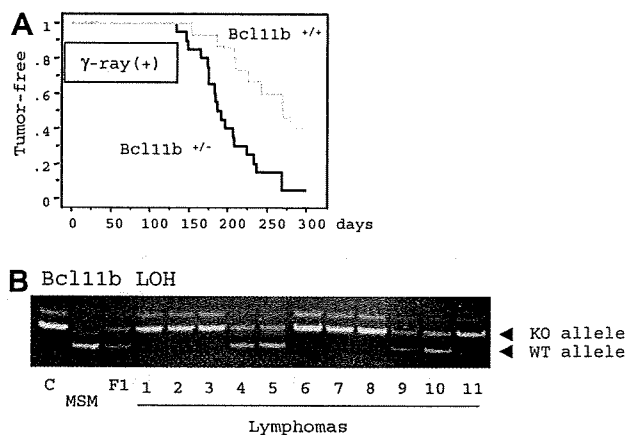 A
1
.8
.6
.4
.2
0
Tumor-free
γ-ray(+)
Bcl11b +/+
Bcl11b +/-
0 50 100 150 200 250 300 days
B Bcl11b LOH
KO allele
WT allele
C MSM F1 1 2 3 4 5 6 7 8 9 10 11
Lymphomas